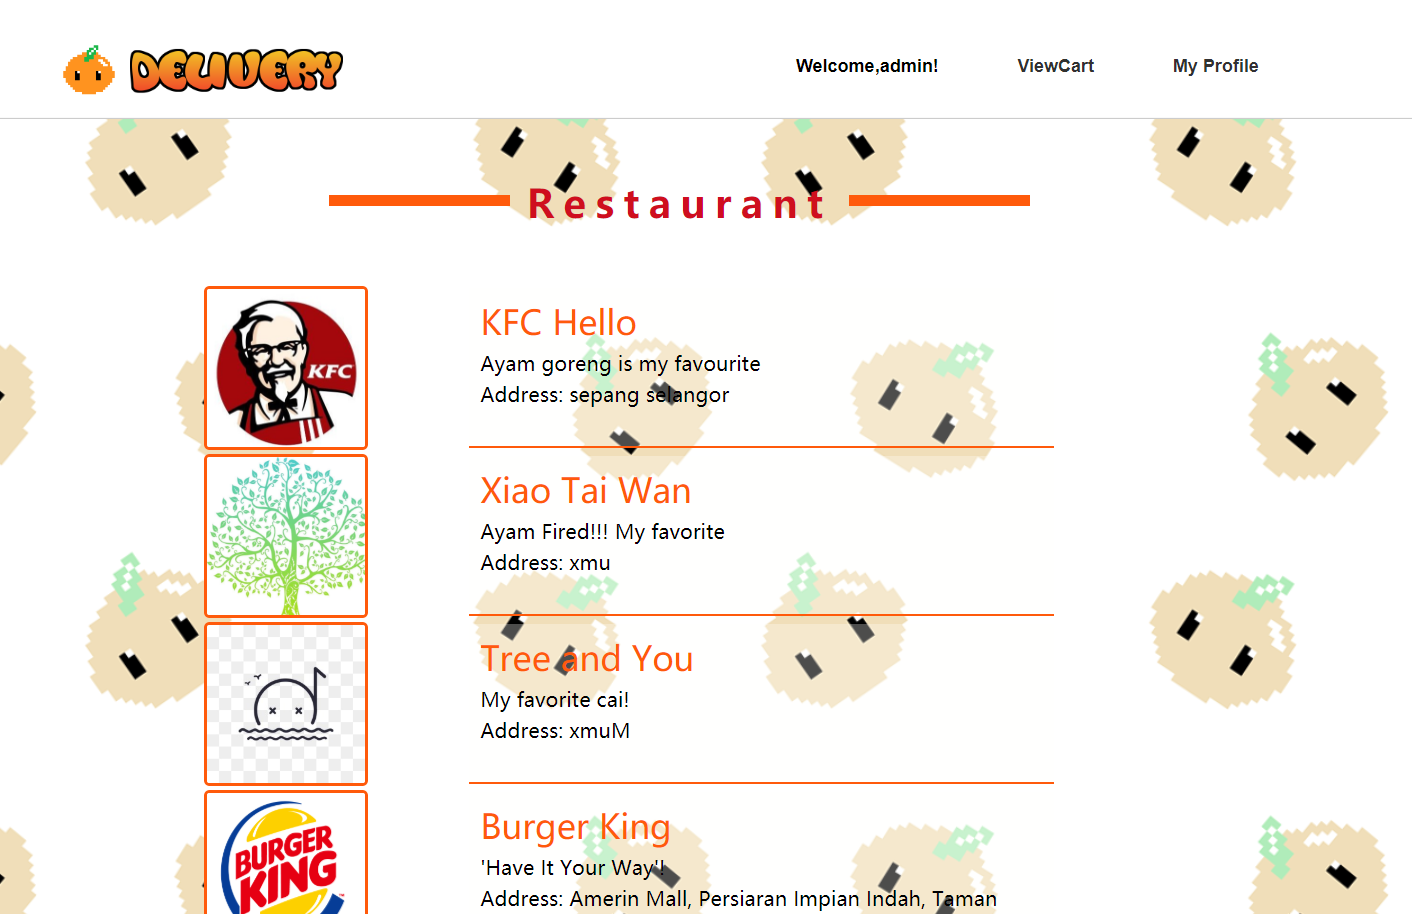 DELIVERY
Welcome,admin!
ViewCart
My Profile
Restaurant
KFC
KFC Hello
Ayam goreng is my favourite
Address: sepang selangor
Xiao Tai Wan
Ayam Fired!!! My favorite
Address: xmu
Tree and You
My favorite cai!
Address: xmuM
BURGER
KING
Burger King
'Have It Your Way'!
Address: Amerin Mall, Persiaran Impian Indah, Taman